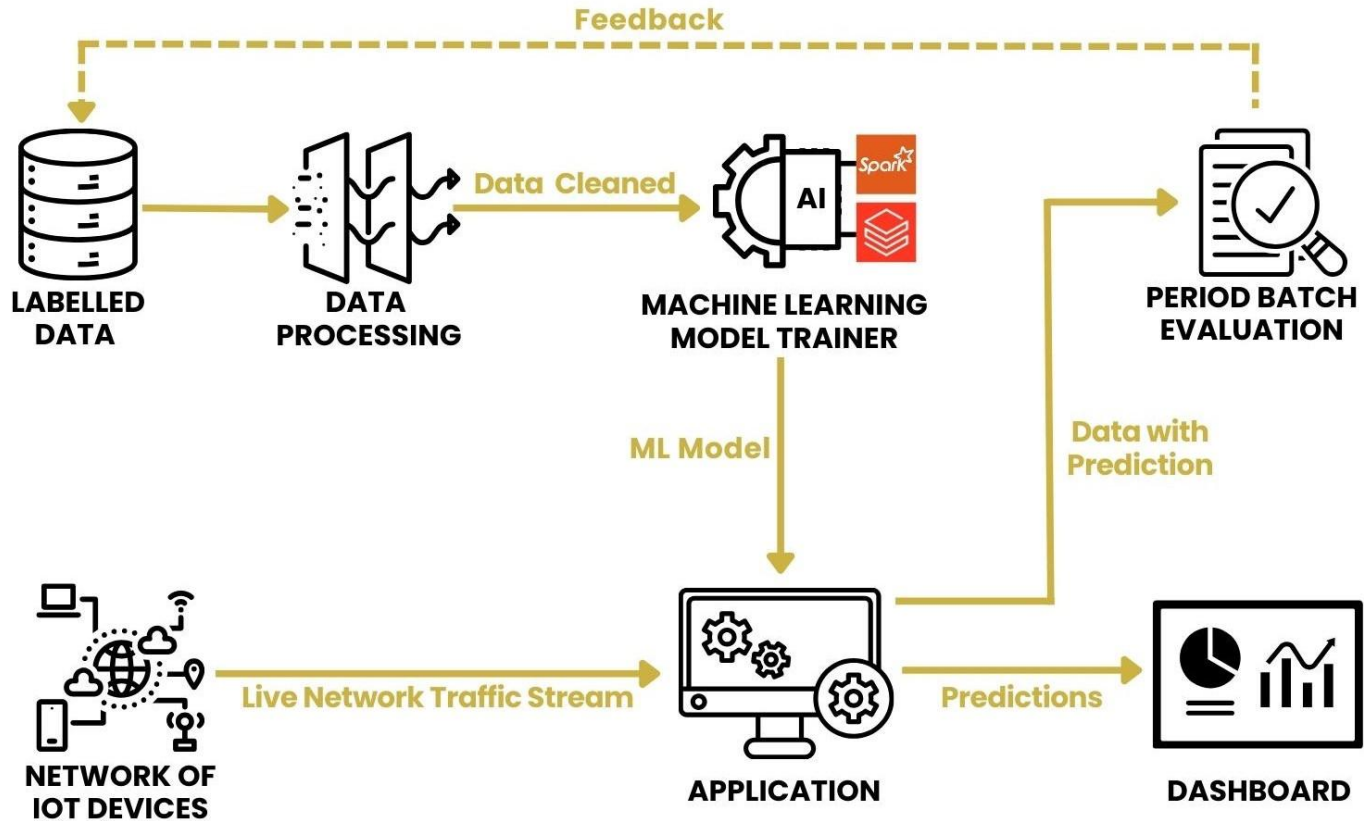 Feedback
Data Cleaned
Spark
AI
LABELLED
DATA
DATA
PROCESSING
MACHINE LEARNING
MODEL TRAINER
PERIOD BATCH
EVALUATION
ML Model
Data with
Prediction
Live Network Traffic Stream
Predictions
NETWORK OF
IOT DEVICES
APPLICATION
DASHBOARD